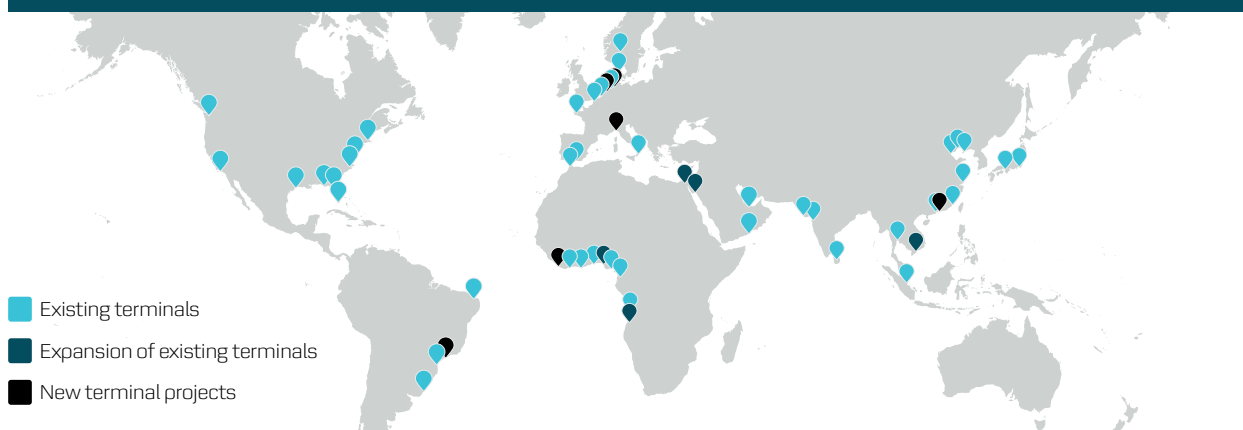 Existing terminals
Expansion of existing terminals
New terminal projects